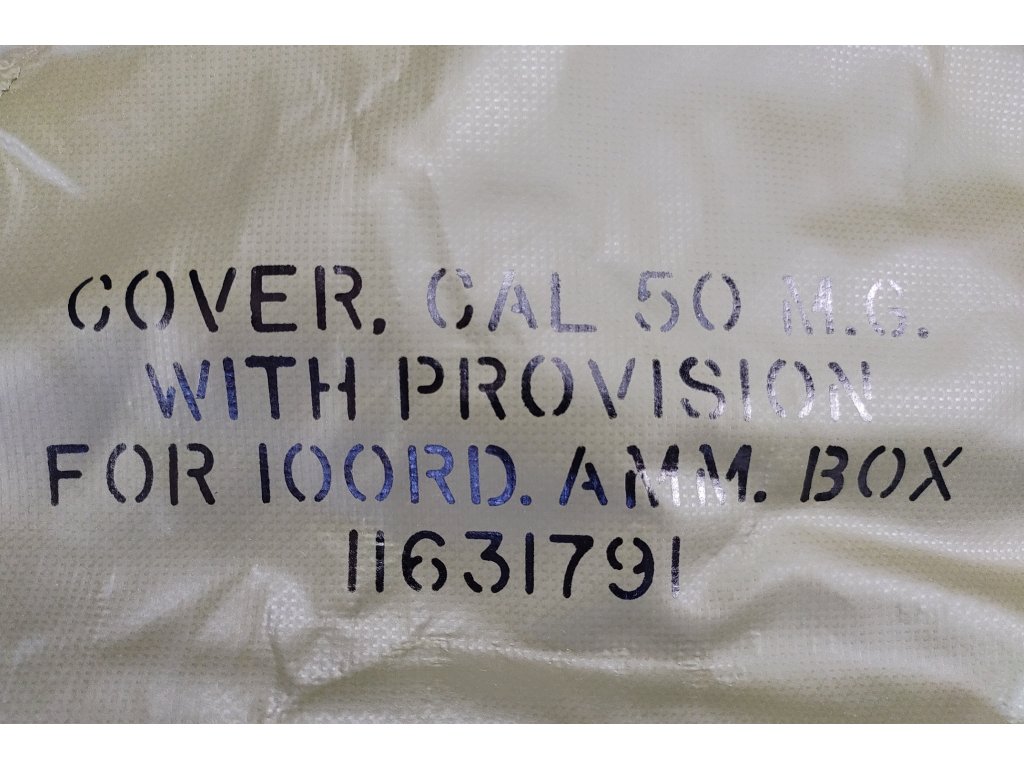 COVER, CAL 50 M.G.
WITH PROVISION
FOR 100RD. AMM. BOX
11631791